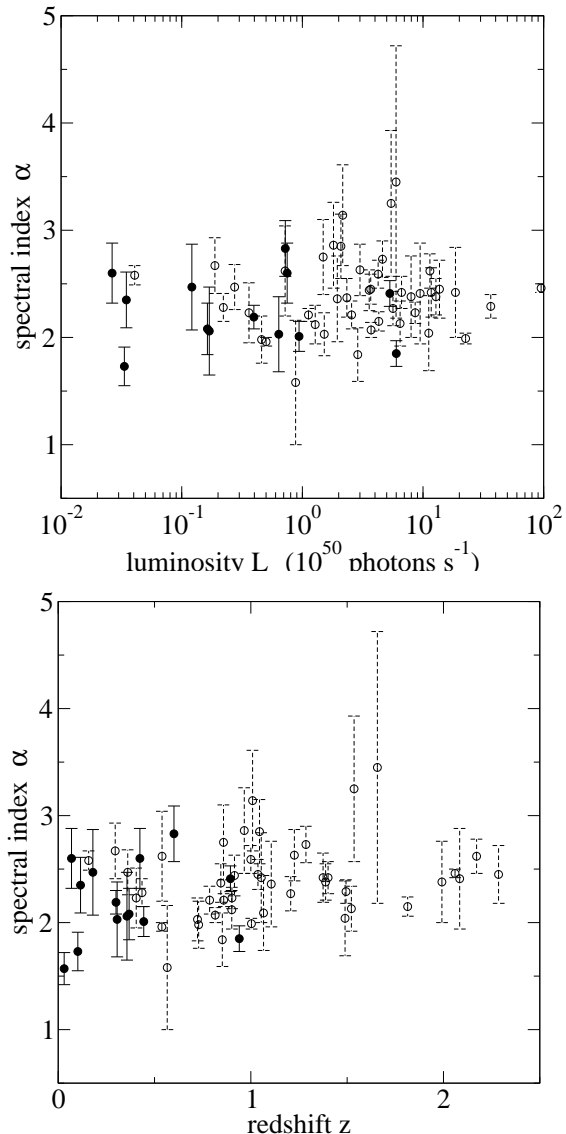 5
4
3
2
1
spectral index α
10^-2 10^-1 10^0 10^1 10^2
luminosity L (10^50 photons s^-1)
5
4
3
2
1
spectral index α
0 1 2
redshift z